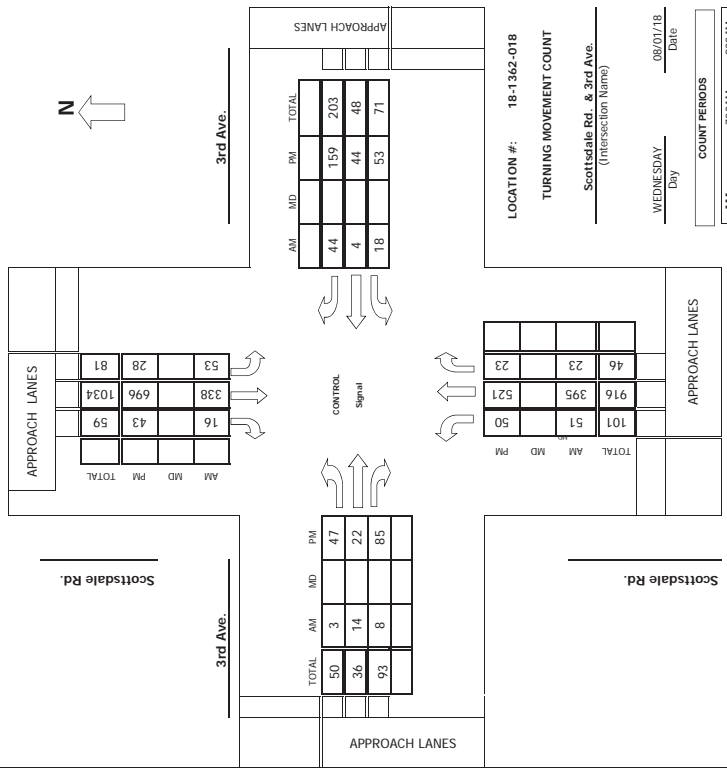 N
3rd Ave.
APPROACH LANES
AM MD PM TOTAL
44 159 203
4 44 48
18 53 71
LOCATION #: 18-1362-018
TURNING MOVEMENT COUNT
Scottsdale Rd. & 3rd Ave.
(Intersection Name)
WEDNESDAY 08/01/18
Day Date
COUNT PERIODS
APPROACH LANES
TOTAL PM MD AM
59 43 16
1034 696 338
81 28 53
CONTROL
Signal
PM MD AM TOTAL
MD
50 51 101
521 395 916
23 23 46
APPROACH LANES
Scottsdale Rd.
3rd Ave.
TOTAL AM MD PM
50 3 47
36 14 22
93 8 85
APPROACH LANES
Scottsdale Rd.